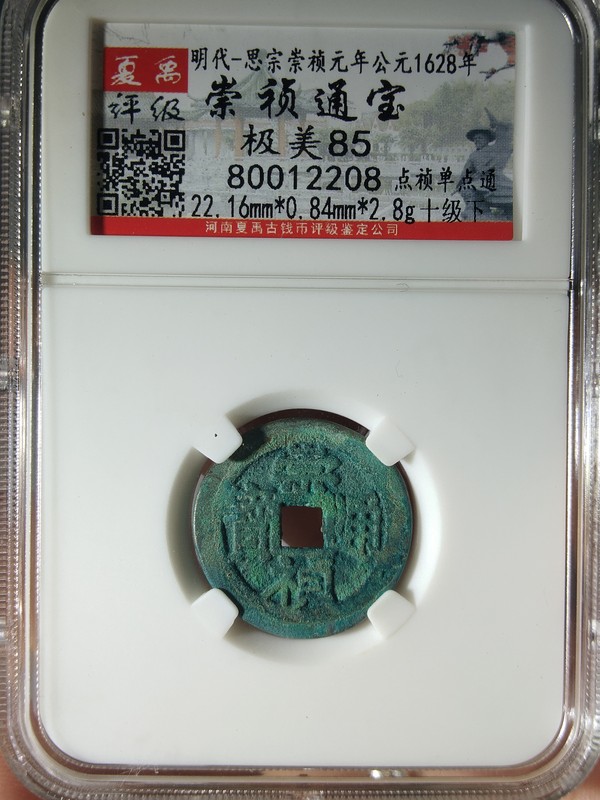 夏禹
评级
明代-思宗崇祯元年公元1628年
崇祯通宝
极美85
80012208 点祯单点通
22.16mm*0.84mm*2.8g 十级下
河南夏禹古钱币评级鉴定公司
崇禎通寶